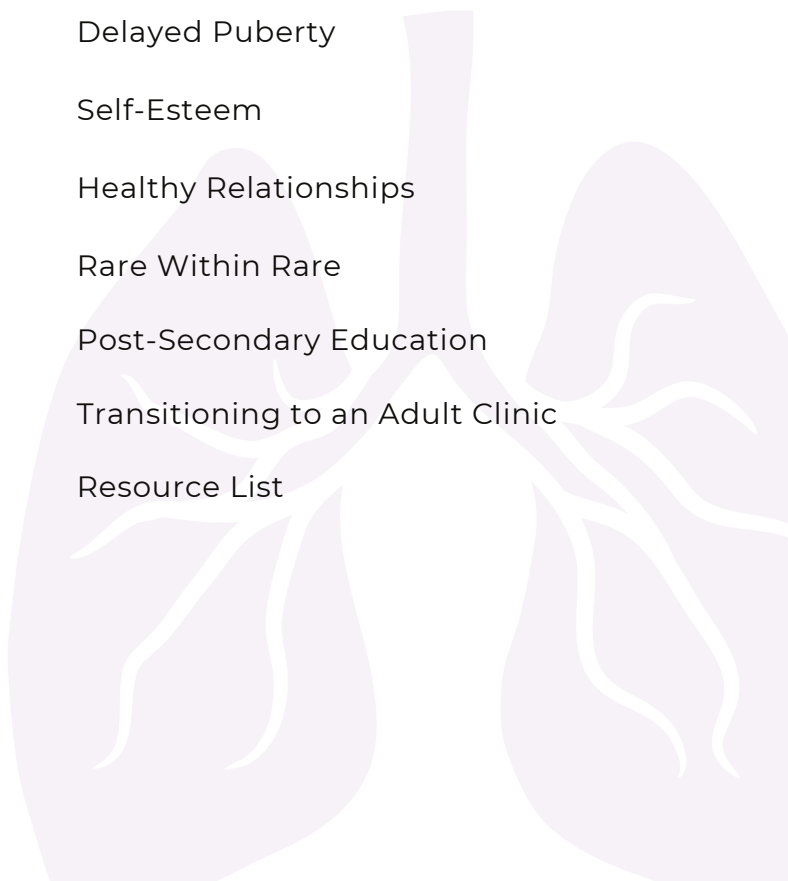 Delayed Puberty
Self-Esteem
Healthy Relationships
Rare Within Rare
Post-Secondary Education
Transitioning to an Adult Clinic
Resource List